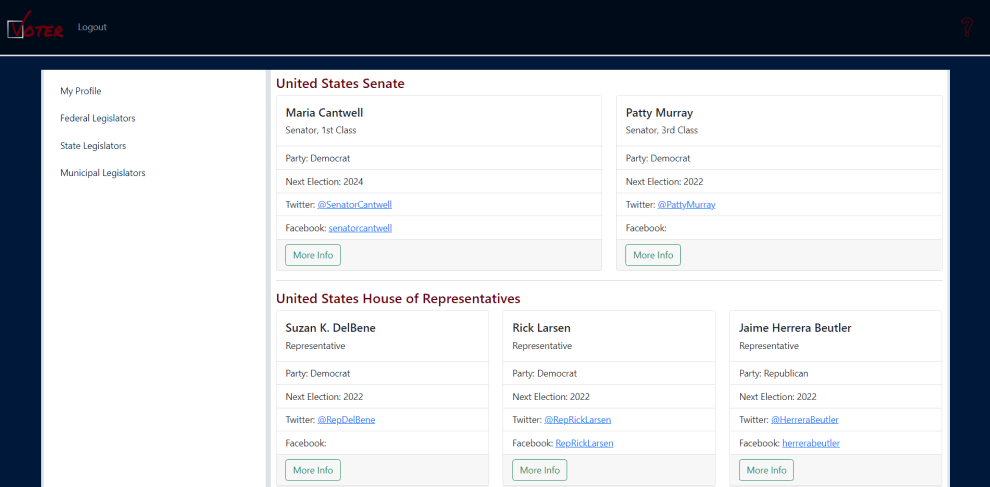 Voter
Logout
?
My Profile
Federal Legislators
State Legislators
Municipal Legislators
United States Senate
Maria Cantwell
Senator, 1st Class
Party: Democrat
Next Election: 2024
Twitter: @SenatorCantwell
Facebook: senatorcantwell
More Info
Patty Murray
Senator, 3rd Class
Party: Democrat
Next Election: 2022
Twitter: @PattyMurray
Facebook:
More Info
United States House of Representatives
Suzan K. DelBene
Representative
Party: Democrat
Next Election: 2022
Twitter: @RepDelBene
Facebook:
More Info
Rick Larsen
Representative
Party: Democrat
Next Election: 2022
Twitter: @RepRickLarsen
Facebook: RepRickLarsen
More Info
Jaime Herrera Beutler
Representative
Party: Republican
Next Election: 2022
Twitter: @HerreraBeutler
Facebook: herrerabeutler
More Info